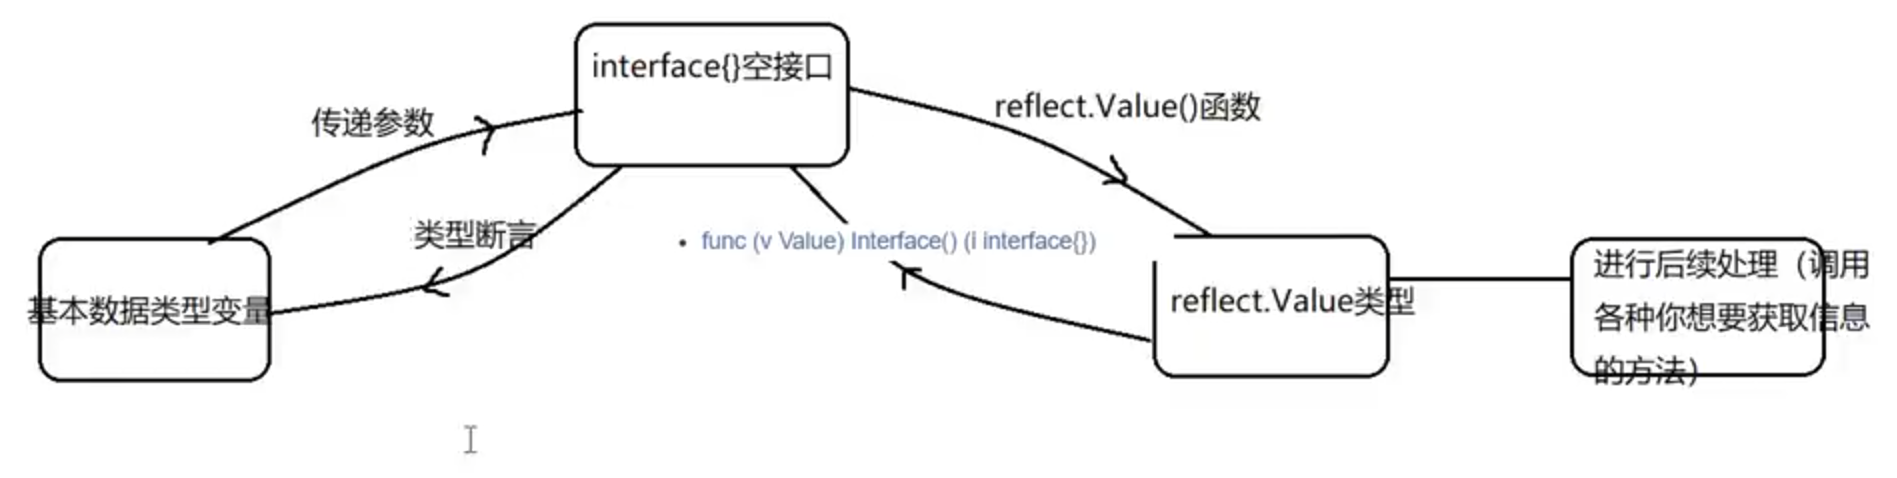 interface{}空接口
传递参数
reflect.Value()函数
类型断言
• func (v Value) Interface() (i interface{})
基本数据类型变量
reflect.Value类型
进行后续处理（调用
各种你想要获取信息
的方法）